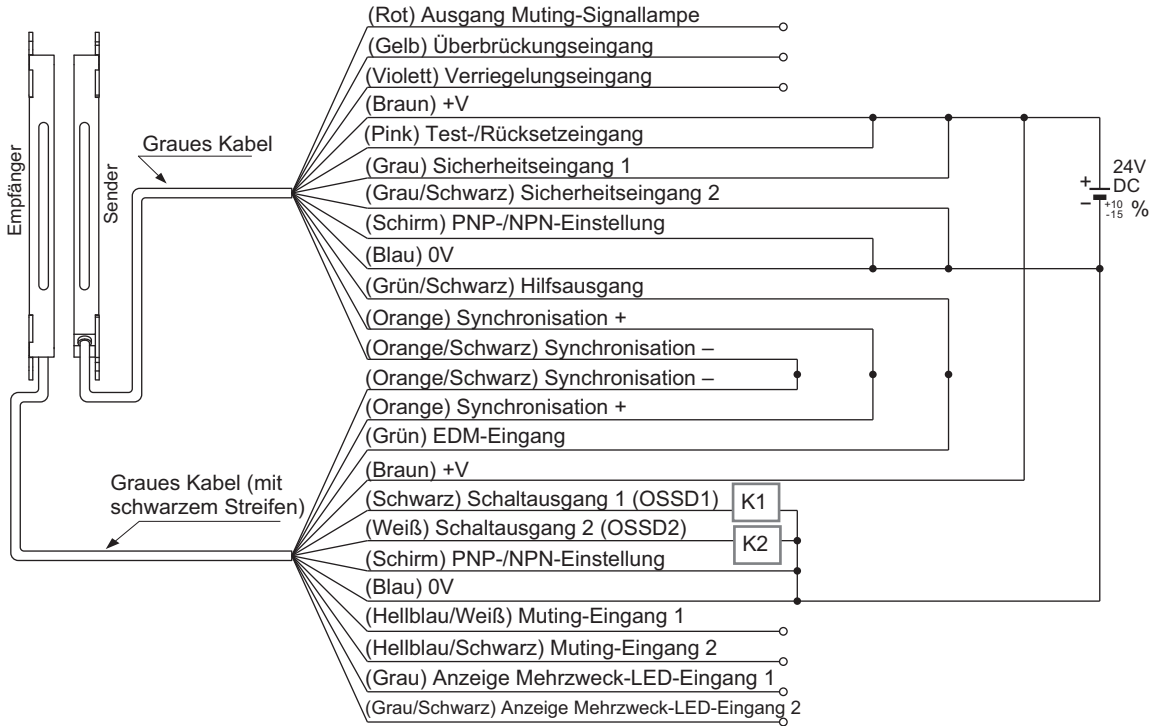 (Rot) Ausgang Muting-Signallampe
(Gelb) Überbrückungseingang
(Violett) Verriegelungseingang
(Braun) +V
(Pink) Test-/Rücksetzeingang
(Grau) Sicherheitseingang 1
(Grau/Schwarz) Sicherheitseingang 2
(Schirm) PNP-/NPN-Einstellung
(Blau) 0V
(Grün/Schwarz) Hilfsausgang
(Orange) Synchronisation +
(Orange/Schwarz) Synchronisation –
(Orange/Schwarz) Synchronisation –
(Orange) Synchronisation +
(Grün) EDM-Eingang
(Braun) +V
(Schwarz) Schaltausgang 1 (OSSD1)
K1
(Weiß) Schaltausgang 2 (OSSD2)
K2
(Schirm) PNP-/NPN-Einstellung
(Blau) 0V
(Hellblau/Weiß) Muting-Eingang 1
(Hellblau/Schwarz) Muting-Eingang 2
(Grau) Anzeige Mehrzweck-LED-Eingang 1
(Grau/Schwarz) Anzeige Mehrzweck-LED-Eingang 2
Empfänger
Sender
Graues Kabel
Graues Kabel (mit
schwarzem Streifen)
24V
+ DC
– +10
-15 %